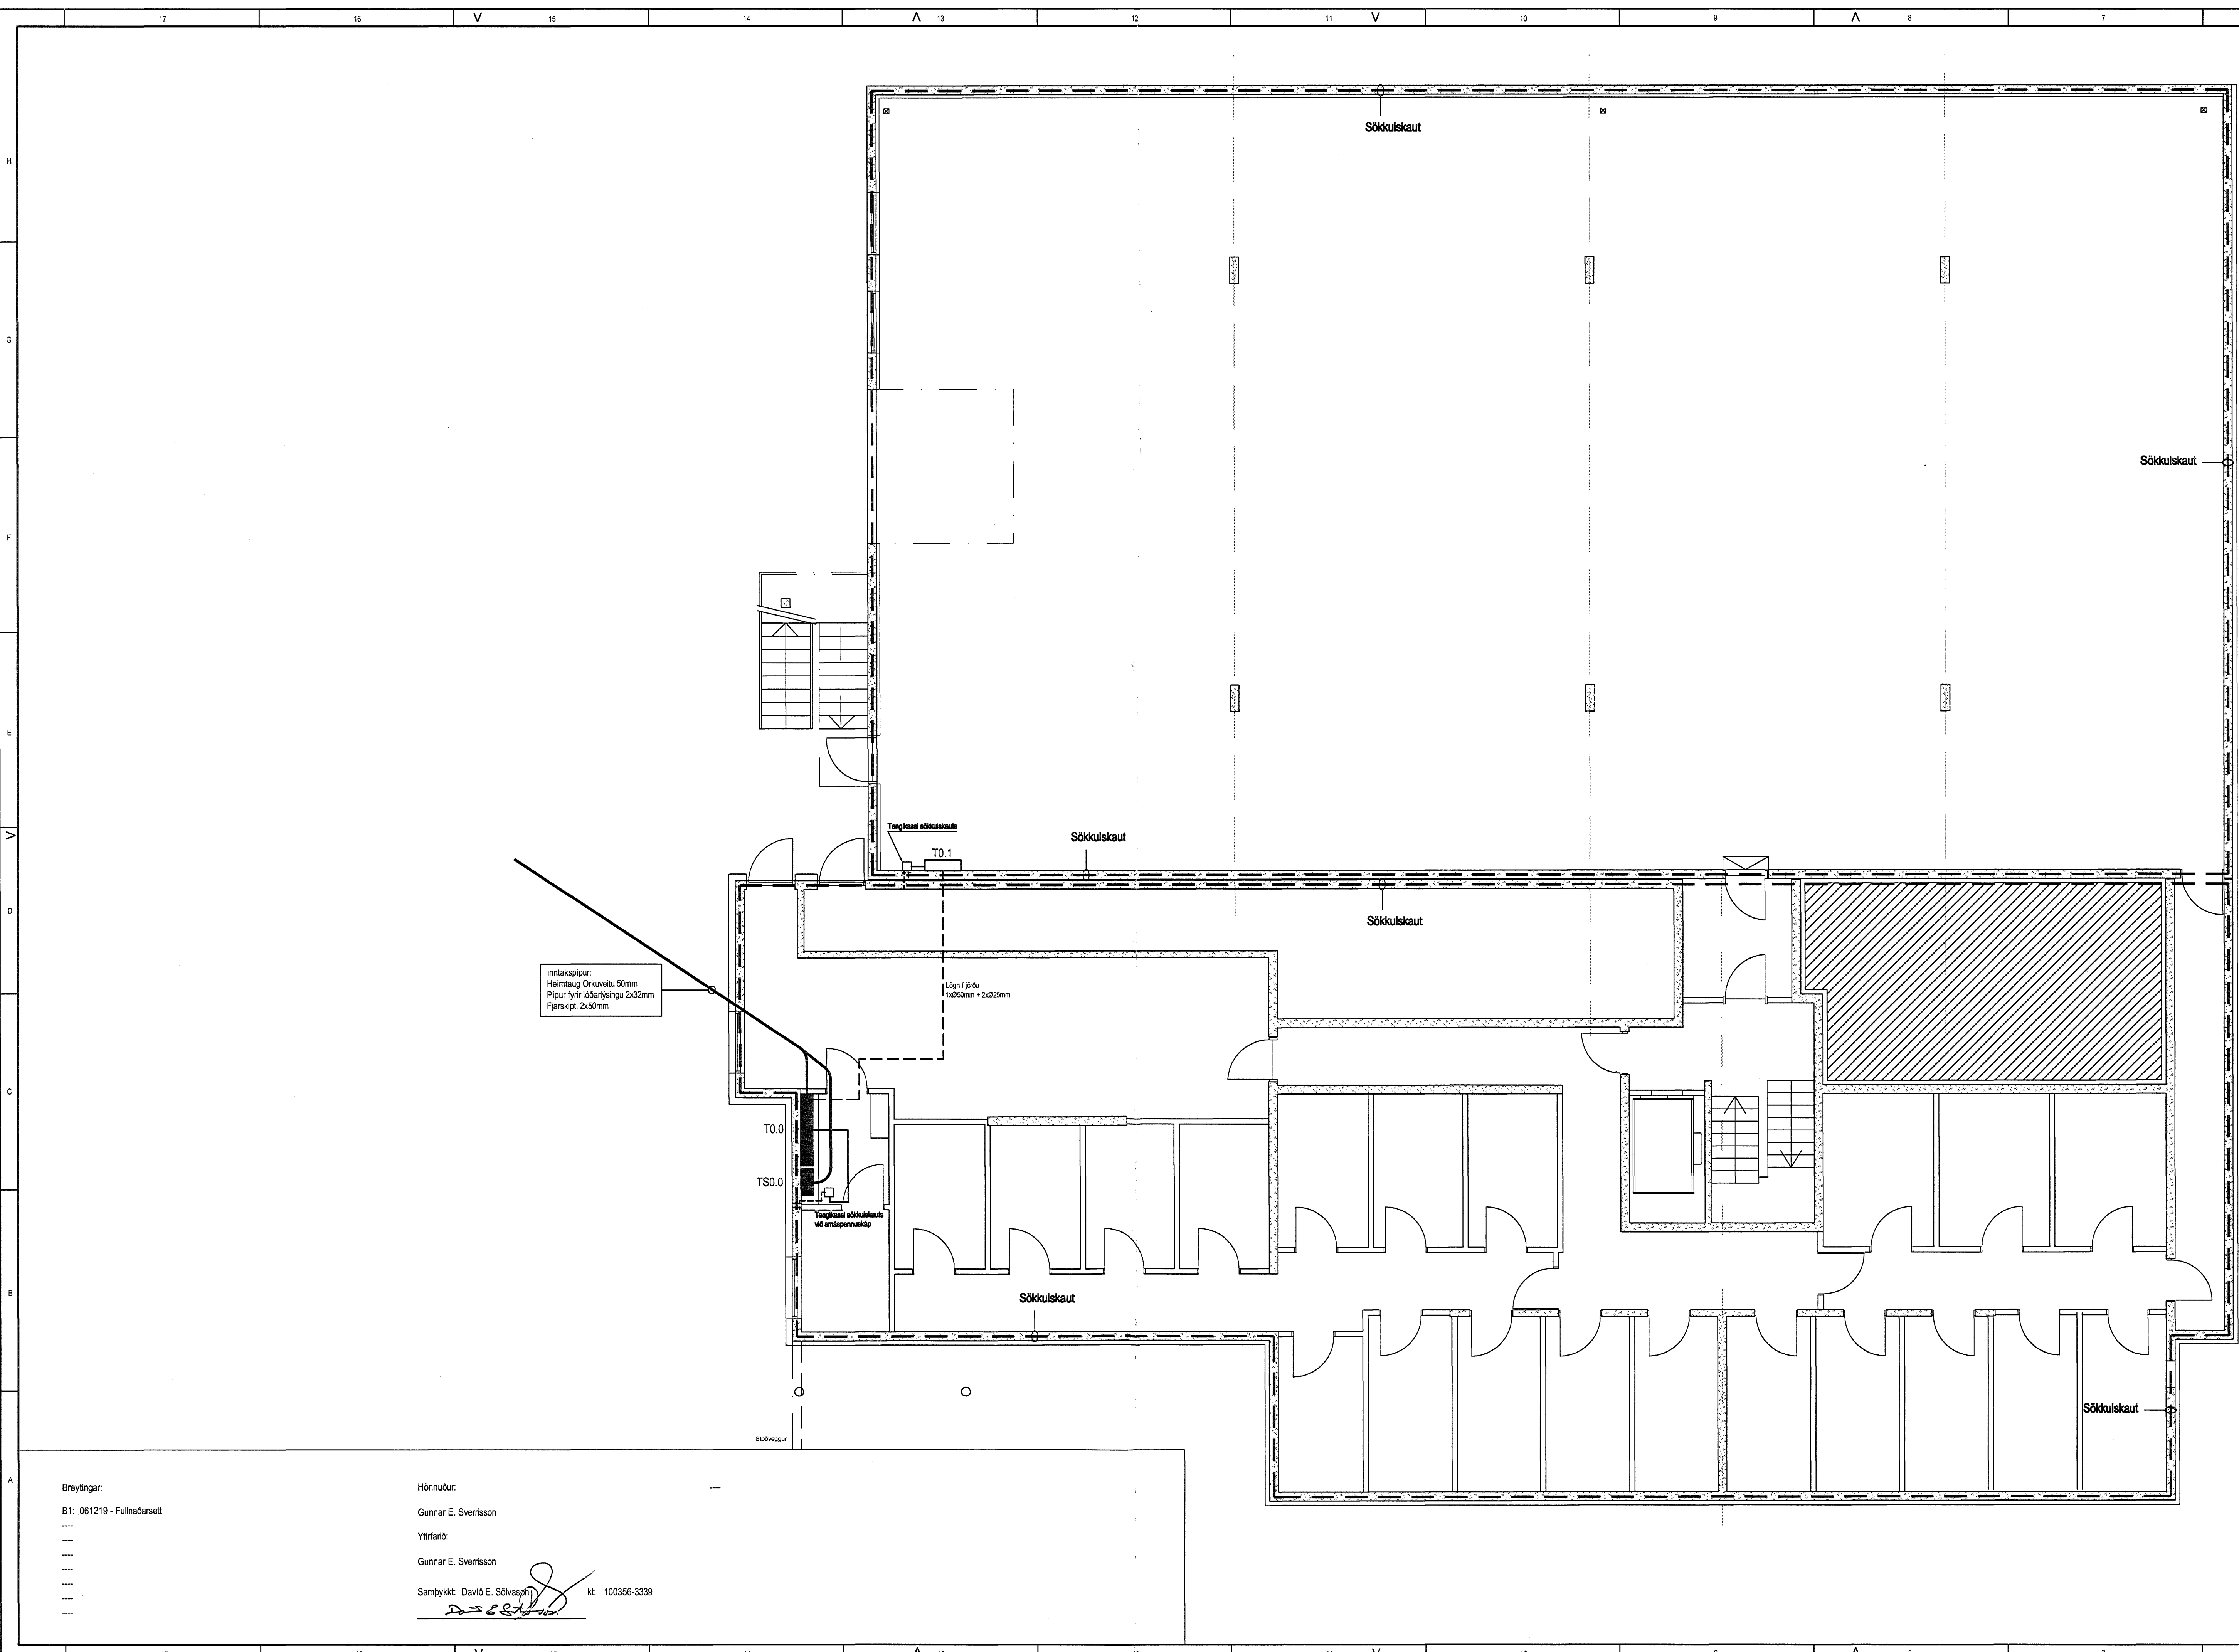 17 16 V 15 14 Λ 13 12 11 V 10 9 Λ 8 7
H
G
F
E
>
D
C
B
A
Sökkulskaut
Sökkulskaut
Tengikassi sökkulskauts
T0.1
Sökkulskaut
Sökkulskaut
Inntakspípur:
Heimtaug Orkuveitu 50mm
Pípur fyrir lóðarlýsingu 2x32mm
Fjarskipti 2x50mm
Lögn í jörðu
1xØ50mm + 2xØ25mm
T0.0
TS0.0
Tengikassi sökkulskauts
við smáspennuskáp
Sökkulskaut
Sökkulskaut
Stoðveggur
Breytingar:
B1: 061219 - Fullnaðarsett
----
----
----
----
----
----
----
Hönnuður:
----
Gunnar E. Sverrisson
Yfirfarið:
Gunnar E. Sverrisson
Samþykkt: Davíð E. Sölvason kt: 100356-3339